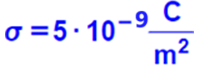 σ = 5 · 10⁻⁹ C/m²